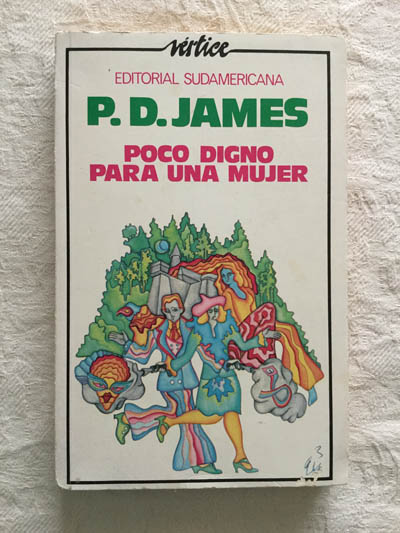 vértice
EDITORIAL SUDAMERICANA
P. D. JAMES
POCO DIGNO
PARA UNA MUJER